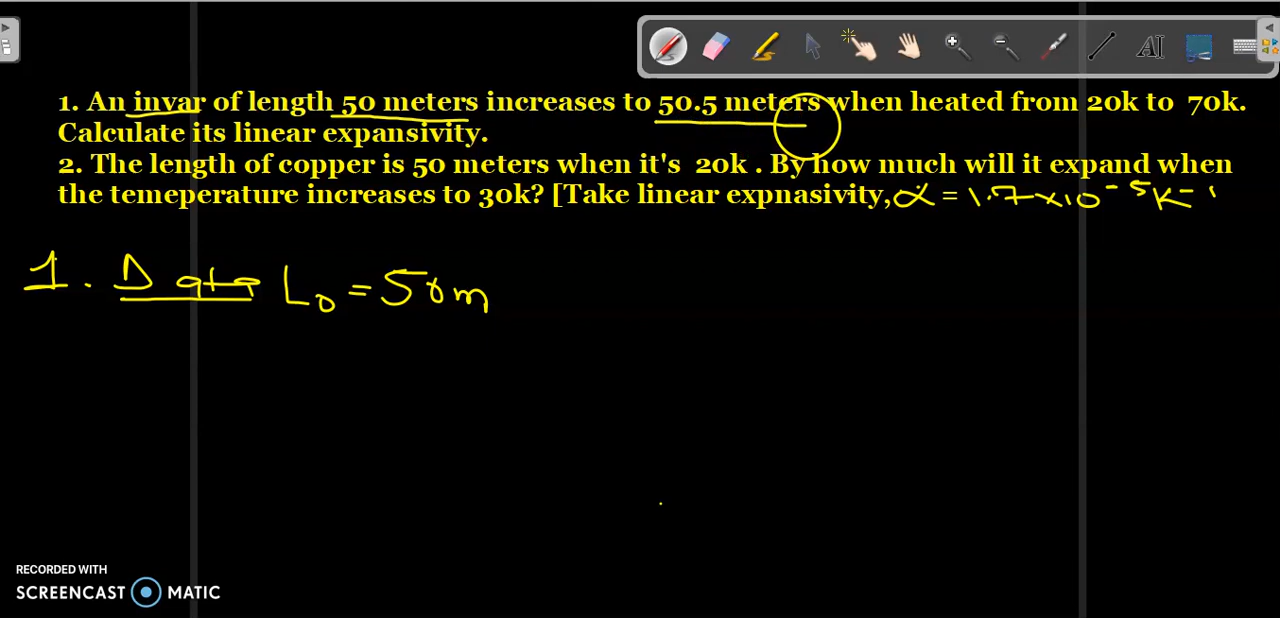 1. An invar of length 50 meters increases to 50.5 meters when heated from 20k to 70k.
Calculate its linear expansivity.
2. The length of copper is 50 meters when it's 20k . By how much will it expand when
the temeperature increases to 30k? [Take linear expnasivity, α = 1.7×10⁻⁵K⁻¹
1. Data L₀ = 50m
RECORDED WITH
SCREENCAST MATIC